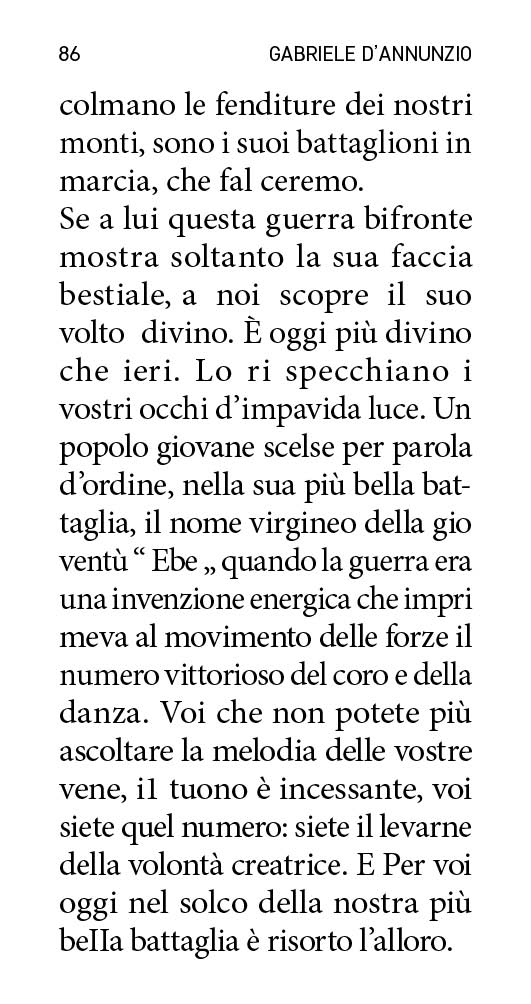 86 GABRIELE D’ANNUNZIO
colmano le fenditure dei nostri
monti, sono i suoi battaglioni in
marcia, che fal ceremo.
Se a lui questa guerra bifronte
mostra soltanto la sua faccia
bestiale, a noi scopre il suo
volto divino. È oggi più divino
che ieri. Lo ri specchiano i
vostri occhi d’impavida luce. Un
popolo giovane scelse per parola
d’ordine, nella sua più bella bat-
taglia, il nome virgineo della gio
ventù “ Ebe „ quando la guerra era
una invenzione energica che impri
meva al movimento delle forze il
numero vittorioso del coro e della
danza. Voi che non potete più
ascoltare la melodia delle vostre
vene, i1 tuono è incessante, voi
siete quel numero: siete il levarne
della volontà creatrice. E Per voi
oggi nel solco della nostra più
beIIa battaglia è risorto l’alloro.